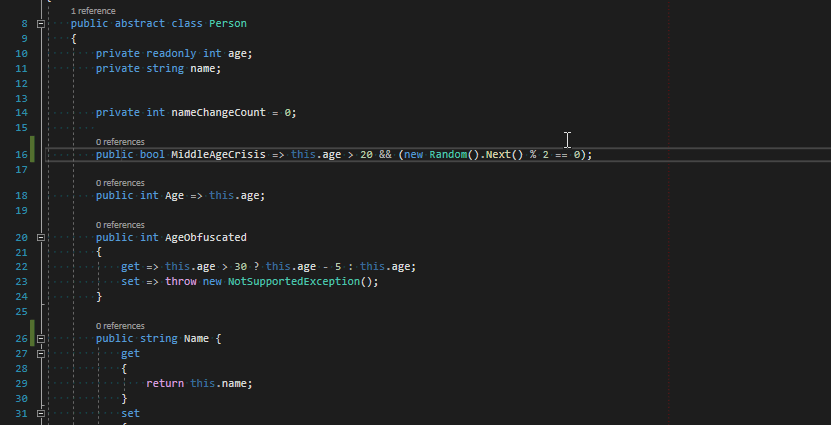 1 reference
8 public abstract class Person
9 {
10 private readonly int age;
11 private string name;
12
13
14 private int nameChangeCount = 0;
15
0 references
16 public bool MiddleAgeCrisis => this.age > 20 && (new Random().Next() % 2 == 0);
17
0 references
18 public int Age => this.age;
19
0 references
20 public int AgeObfuscated
21 {
22 get => this.age > 30 ? this.age - 5 : this.age;
23 set => throw new NotSupportedException();
24 }
25
0 references
26 public string Name {
27 get
28 {
29 return this.name;
30 }
31 set